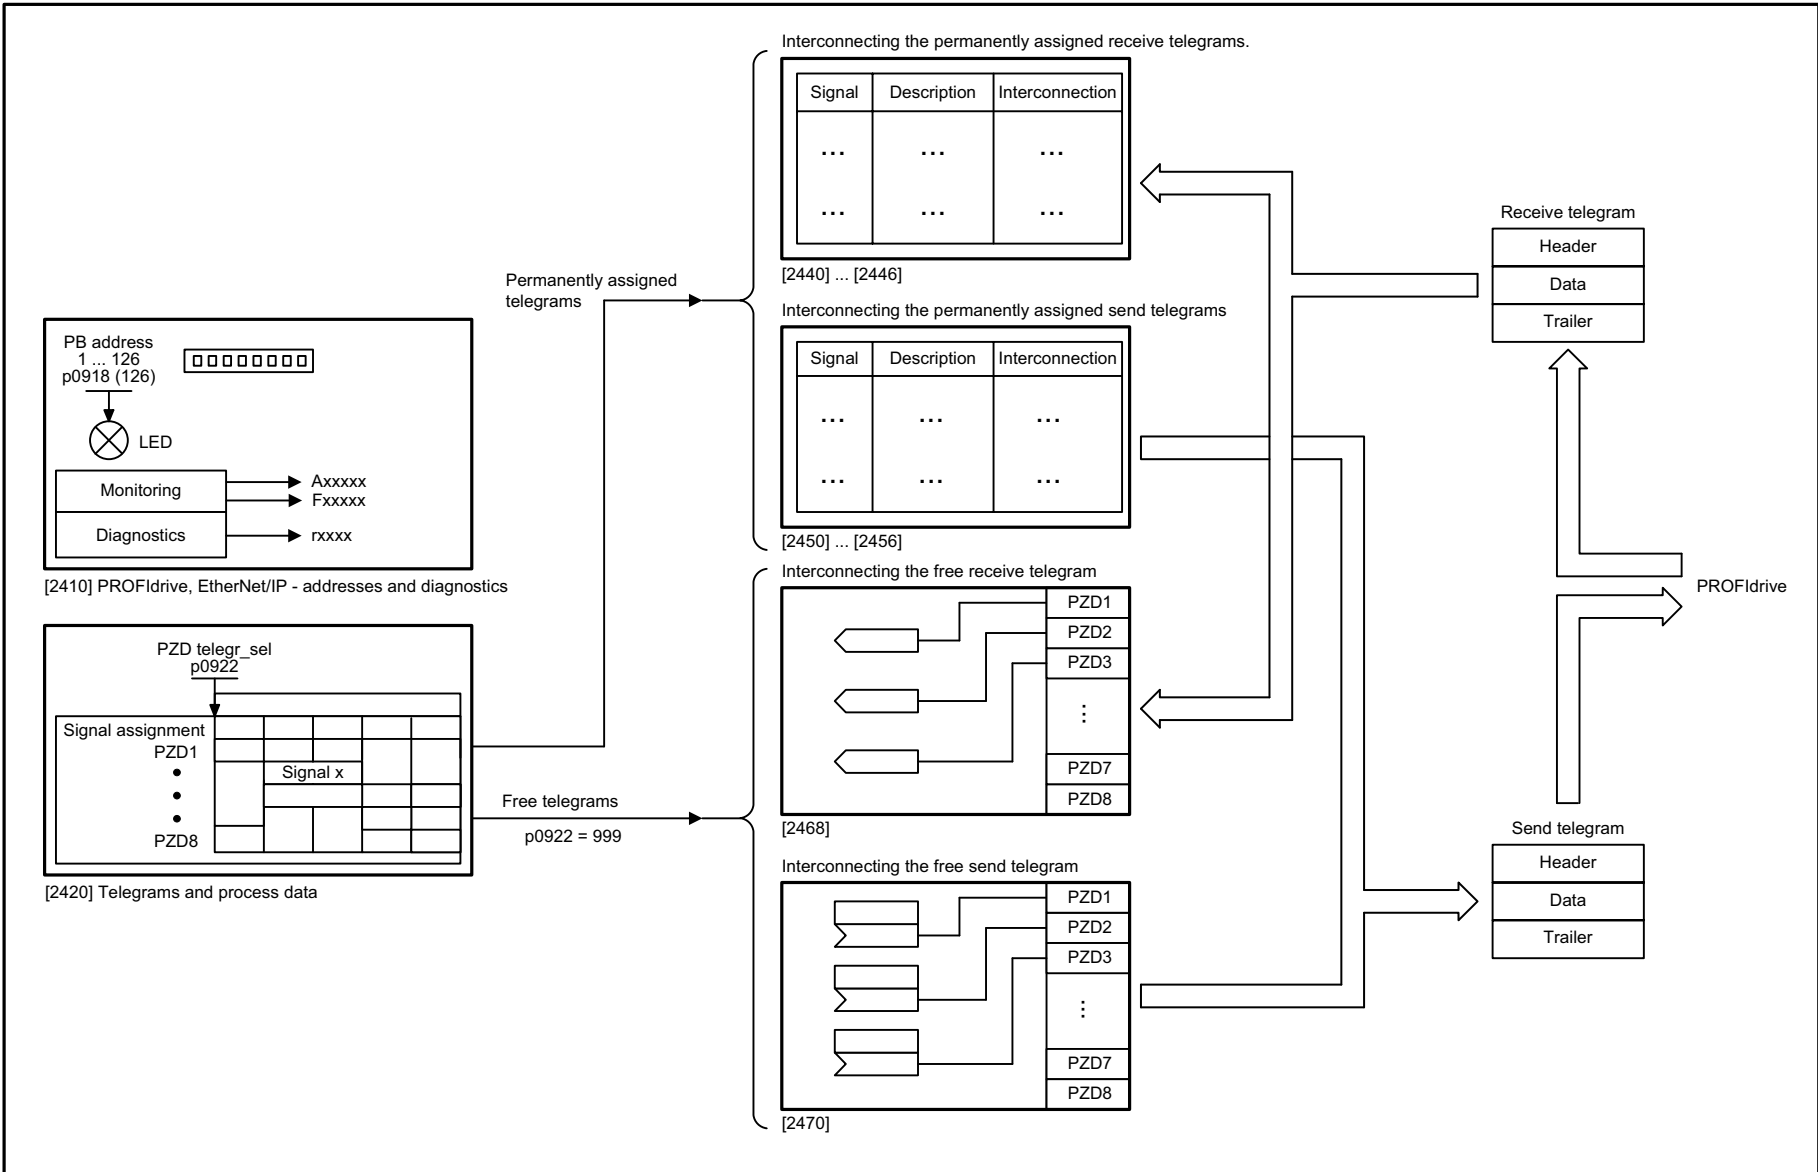 Interconnecting the permanently assigned receive telegrams.
Signal Description Interconnection
... ... ...
... ... ...
[2440] ... [2446]
Permanently assigned
telegrams
Interconnecting the permanently assigned send telegrams
Signal Description Interconnection
... ... ...
... ... ...
[2450] ... [2456]
PB address
1 ... 126
p0918 (126)
LED
Monitoring
Axxxxx
Fxxxxx
Diagnostics
rxxxx
[2410] PROFIdrive, EtherNet/IP - addresses and diagnostics
PZD telegr_sel
p0922
Signal assignment
PZD1
Signal x
PZD8
[2420] Telegrams and process data
Free telegrams
p0922 = 999
Interconnecting the free receive telegram
PZD1
PZD2
PZD3
⋮
PZD7
PZD8
[2468]
Interconnecting the free send telegram
PZD1
PZD2
PZD3
⋮
PZD7
PZD8
[2470]
Receive telegram
Header
Data
Trailer
PROFIdrive
Send telegram
Header
Data
Trailer